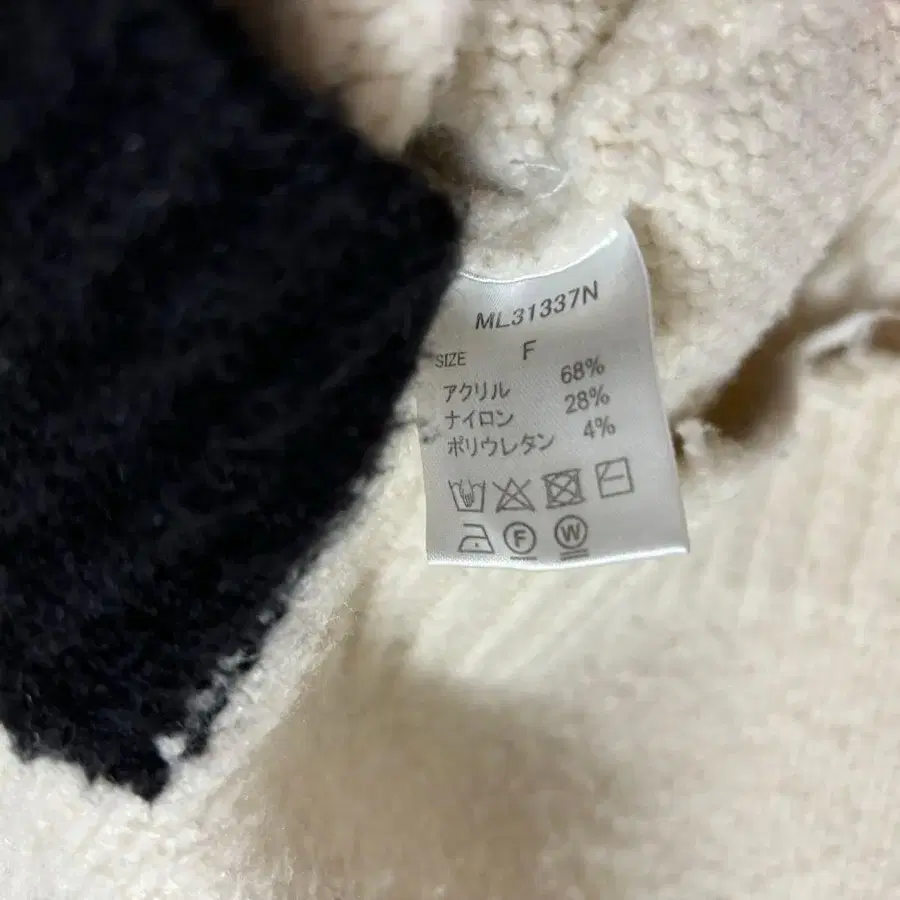 ML31337N
SIZE F
アクリル 68%
ナイロン 28%
ポリウレタン 4%
F W